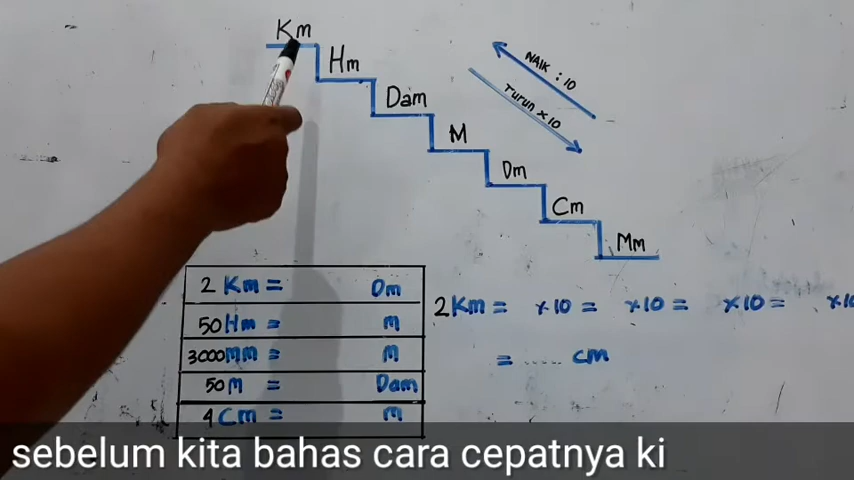 Km
Hm
Dam
M
Dm
Cm
Mm
NAIK : 10
Turun x10
2 Km = Dm
50 Hm = M
3000 MM = M
50 M = Dam
4 Cm = M
2 Km = x10 = x10 = x10 = x10
= ..... cm
sebelum kita bahas cara cepatnya ki